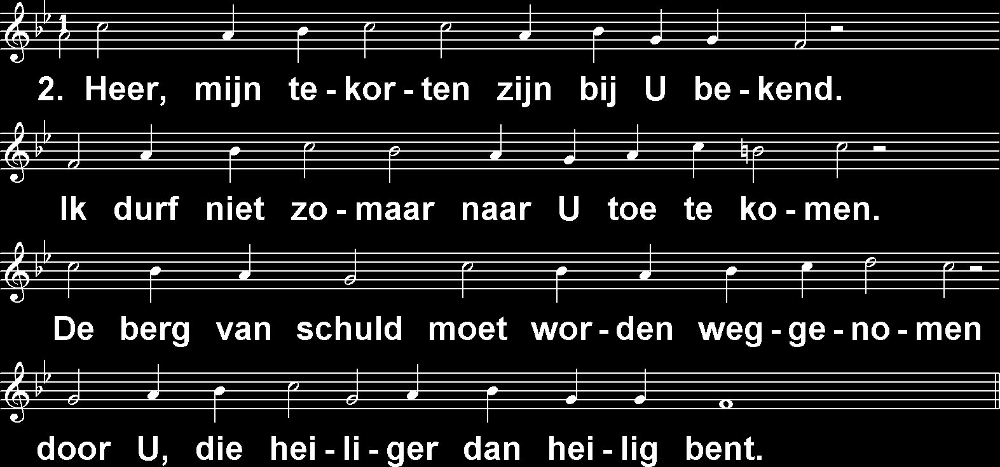 2. Heer, mijn te - kor - ten zijn bij U be - kend.
Ik durf niet zo - maar naar U toe te ko - men.
De berg van schuld moet wor - den weg - ge - no - men
door U, die hei - li - ger dan hei - lig bent.